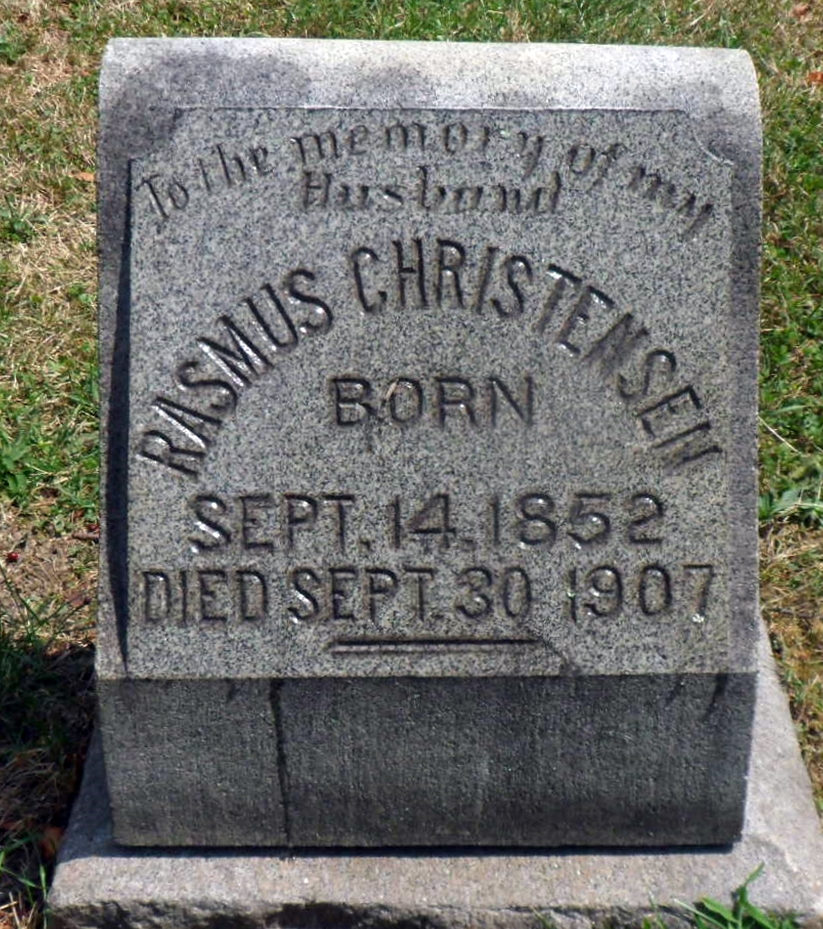 To the memory of my
Husband
RASMUS CHRISTENSEN
BORN
SEPT. 14. 1852
DIED SEPT. 30 1907